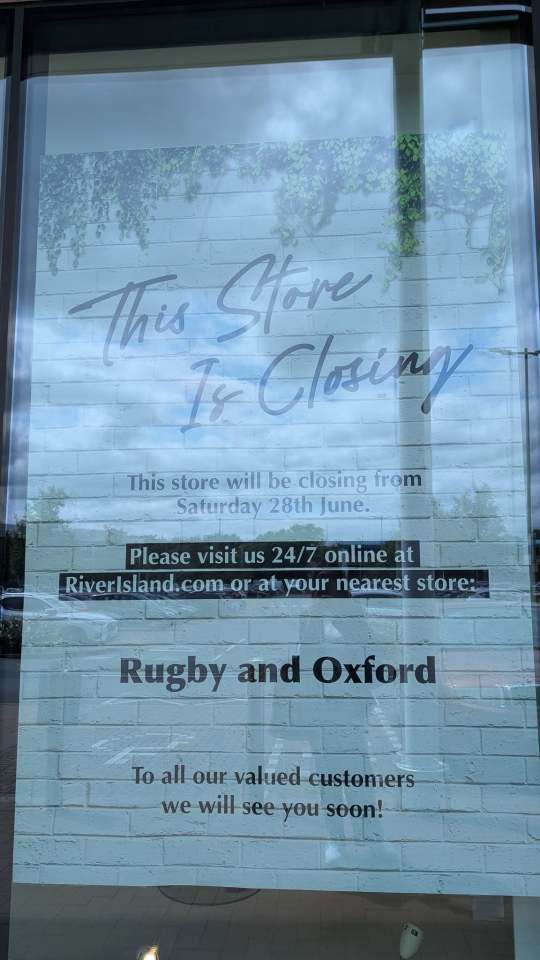 This Store
Is Closing
This store will be closing from
Saturday 28th June.
Please visit us 24/7 online at
RiverIsland.com or at your nearest store:
Rugby and Oxford
To all our valued customers
we will see you soon!